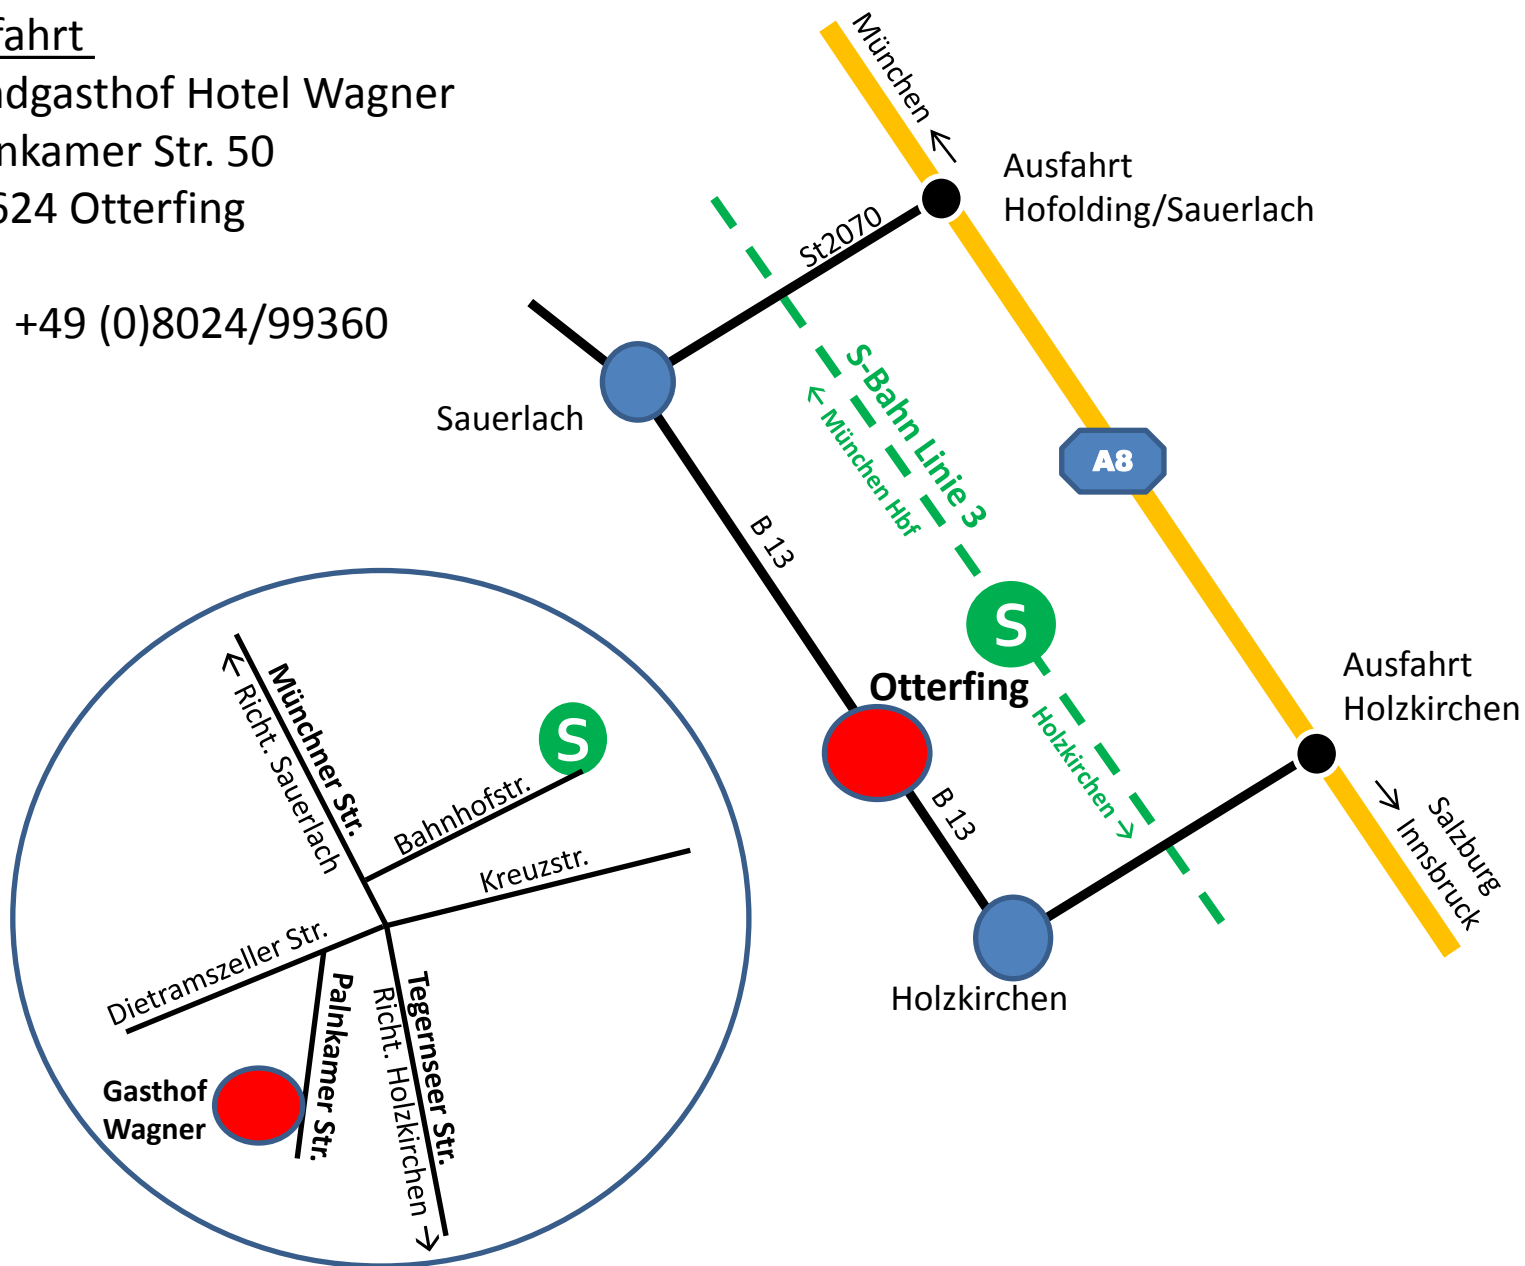 fahrt
dgasthof Hotel Wagner
nkamer Str. 50
624 Otterfing
+49 (0)8024/99360
München ←
Ausfahrt
Hofolding/Sauerlach
St2070
Sauerlach
S-Bahn Linie 3
← München Hbf
A8
B 13
S
Otterfing
Holzkirchen →
B 13
Ausfahrt
Holzkirchen
→ Salzburg
Innsbruck
Holzkirchen
Münchner Str.
← Richt. Sauerlach
S
Bahnhofstr.
Kreuzstr.
Dietramszeller Str.
Palnkamer Str.
Tegernseer Str.
Richt. Holzkirchen →
Gasthof
Wagner